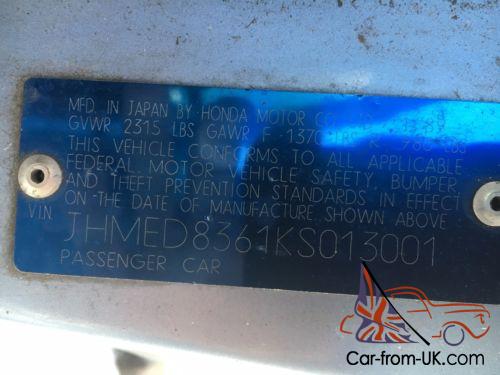 MFD. IN JAPAN BY HONDA MOTOR CO.
GVWR 2315 LBS GAWR F 1370 LBS R
THIS VEHICLE CONFORMS TO ALL APPLICABLE
FEDERAL MOTOR VEHICLE SAFETY, BUMPER,
AND THEFT PREVENTION STANDARDS IN EFFECT
ON THE DATE OF MANUFACTURE SHOWN ABOVE
VIN JHMED8361KS013001
PASSENGER CAR
Car-from-UK.com